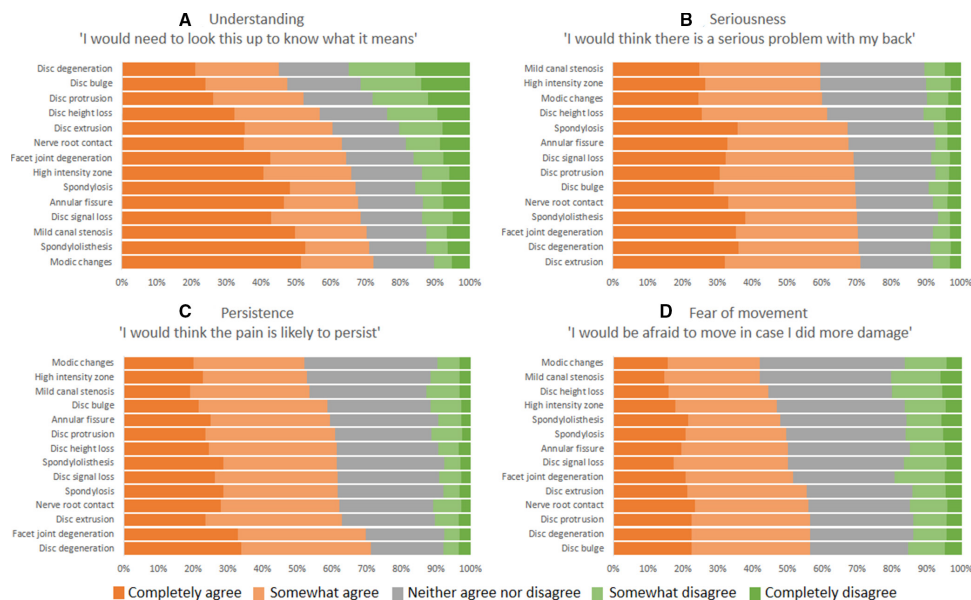 A Understanding
'I would need to look this up to know what it means'
Disc degeneration
Disc bulge
Disc protrusion
Disc height loss
Disc extrusion
Nerve root contact
Facet joint degeneration
High intensity zone
Spondylosis
Annular fissure
Disc signal loss
Mild canal stenosis
Spondylolisthesis
Modic changes
0% 10% 20% 30% 40% 50% 60% 70% 80% 90% 100%
B Seriousness
'I would think there is a serious problem with my back'
Mild canal stenosis
High intensity zone
Modic changes
Disc height loss
Spondylosis
Annular fissure
Disc signal loss
Disc protrusion
Disc bulge
Nerve root contact
Spondylolisthesis
Facet joint degeneration
Disc degeneration
Disc extrusion
0% 10% 20% 30% 40% 50% 60% 70% 80% 90% 100%
C Persistence
'I would think the pain is likely to persist'
Modic changes
High intensity zone
Mild canal stenosis
Disc bulge
Annular fissure
Disc protrusion
Disc height loss
Spondylolisthesis
Disc signal loss
Spondylosis
Nerve root contact
Disc extrusion
Facet joint degeneration
Disc degeneration
0% 10% 20% 30% 40% 50% 60% 70% 80% 90% 100%
D Fear of movement
'I would be afraid to move in case I did more damage'
Modic changes
Mild canal stenosis
Disc height loss
High intensity zone
Spondylolisthesis
Spondylosis
Annular fissure
Disc signal loss
Facet joint degeneration
Disc extrusion
Nerve root contact
Disc protrusion
Disc degeneration
Disc bulge
0% 10% 20% 30% 40% 50% 60% 70% 80% 90% 100%
Completely agree Somewhat agree Neither agree nor disagree Somewhat disagree Completely disagree